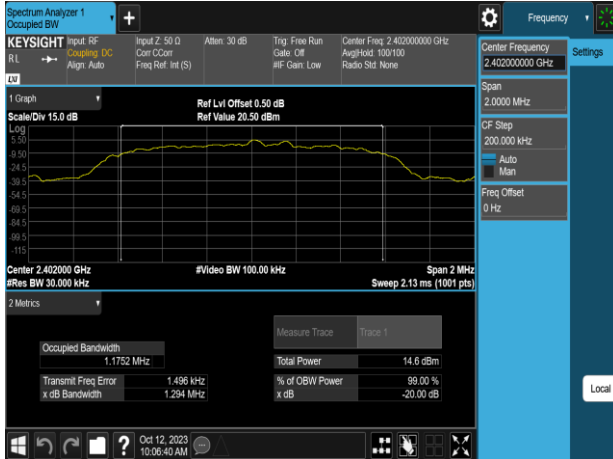 Spectrum Analyzer 1
Occupied BW
Frequency
KEYSIGHT
RL
LXI
Input: RF
Coupling: DC
Align: Auto
Input Z: 50 Ω
Corr CCorr
Freq Ref: Int (S)
Atten: 30 dB
Trig: Free Run
Gate: Off
#IF Gain: Low
Center Freq: 2.402000000 GHz
Avg|Hold: 100/100
Radio Std: None
Center Frequency
2.402000000 GHz
Settings
Span
2.0000 MHz
CF Step
200.000 kHz
Auto
Man
Freq Offset
0 Hz
Local
1 Graph
Scale/Div 15.0 dB
Ref Lvl Offset 0.50 dB
Ref Value 20.50 dBm
Log
5.50
-9.50
-24.5
-39.5
-54.5
-69.5
-84.5
-99.5
-115
Center 2.402000 GHz
#Res BW 30.000 kHz
#Video BW 100.00 kHz
Span 2 MHz
Sweep 2.13 ms (1001 pts)
2 Metrics
Measure Trace
Trace 1
Occupied Bandwidth
1.1752 MHz
Total Power
14.6 dBm
Transmit Freq Error
1.496 kHz
% of OBW Power
99.00 %
x dB Bandwidth
1.294 MHz
x dB
-20.00 dB
Oct 12, 2023
10:06:40 AM